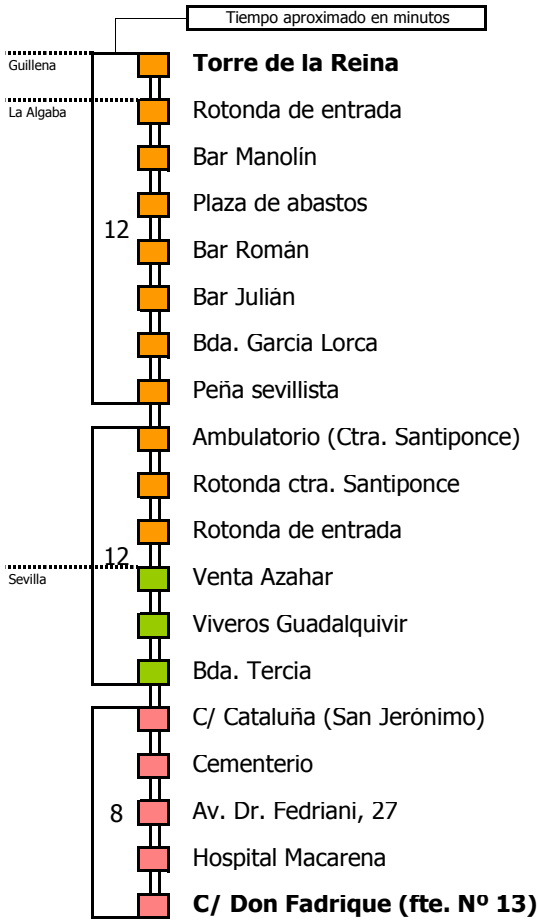 Tiempo aproximado en minutos
Guillena
Torre de la Reina
La Algaba
Rotonda de entrada
Bar Manolín
Plaza de abastos
12
Bar Román
Bar Julián
Bda. García Lorca
Peña sevillista
Ambulatorio (Ctra. Santiponce)
Rotonda ctra. Santiponce
Rotonda de entrada
12
Sevilla
Venta Azahar
Viveros Guadalquivir
Bda. Tercia
C/ Cataluña (San Jerónimo)
Cementerio
8
Av. Dr. Fedriani, 27
Hospital Macarena
C/ Don Fadrique (fte. Nº 13)